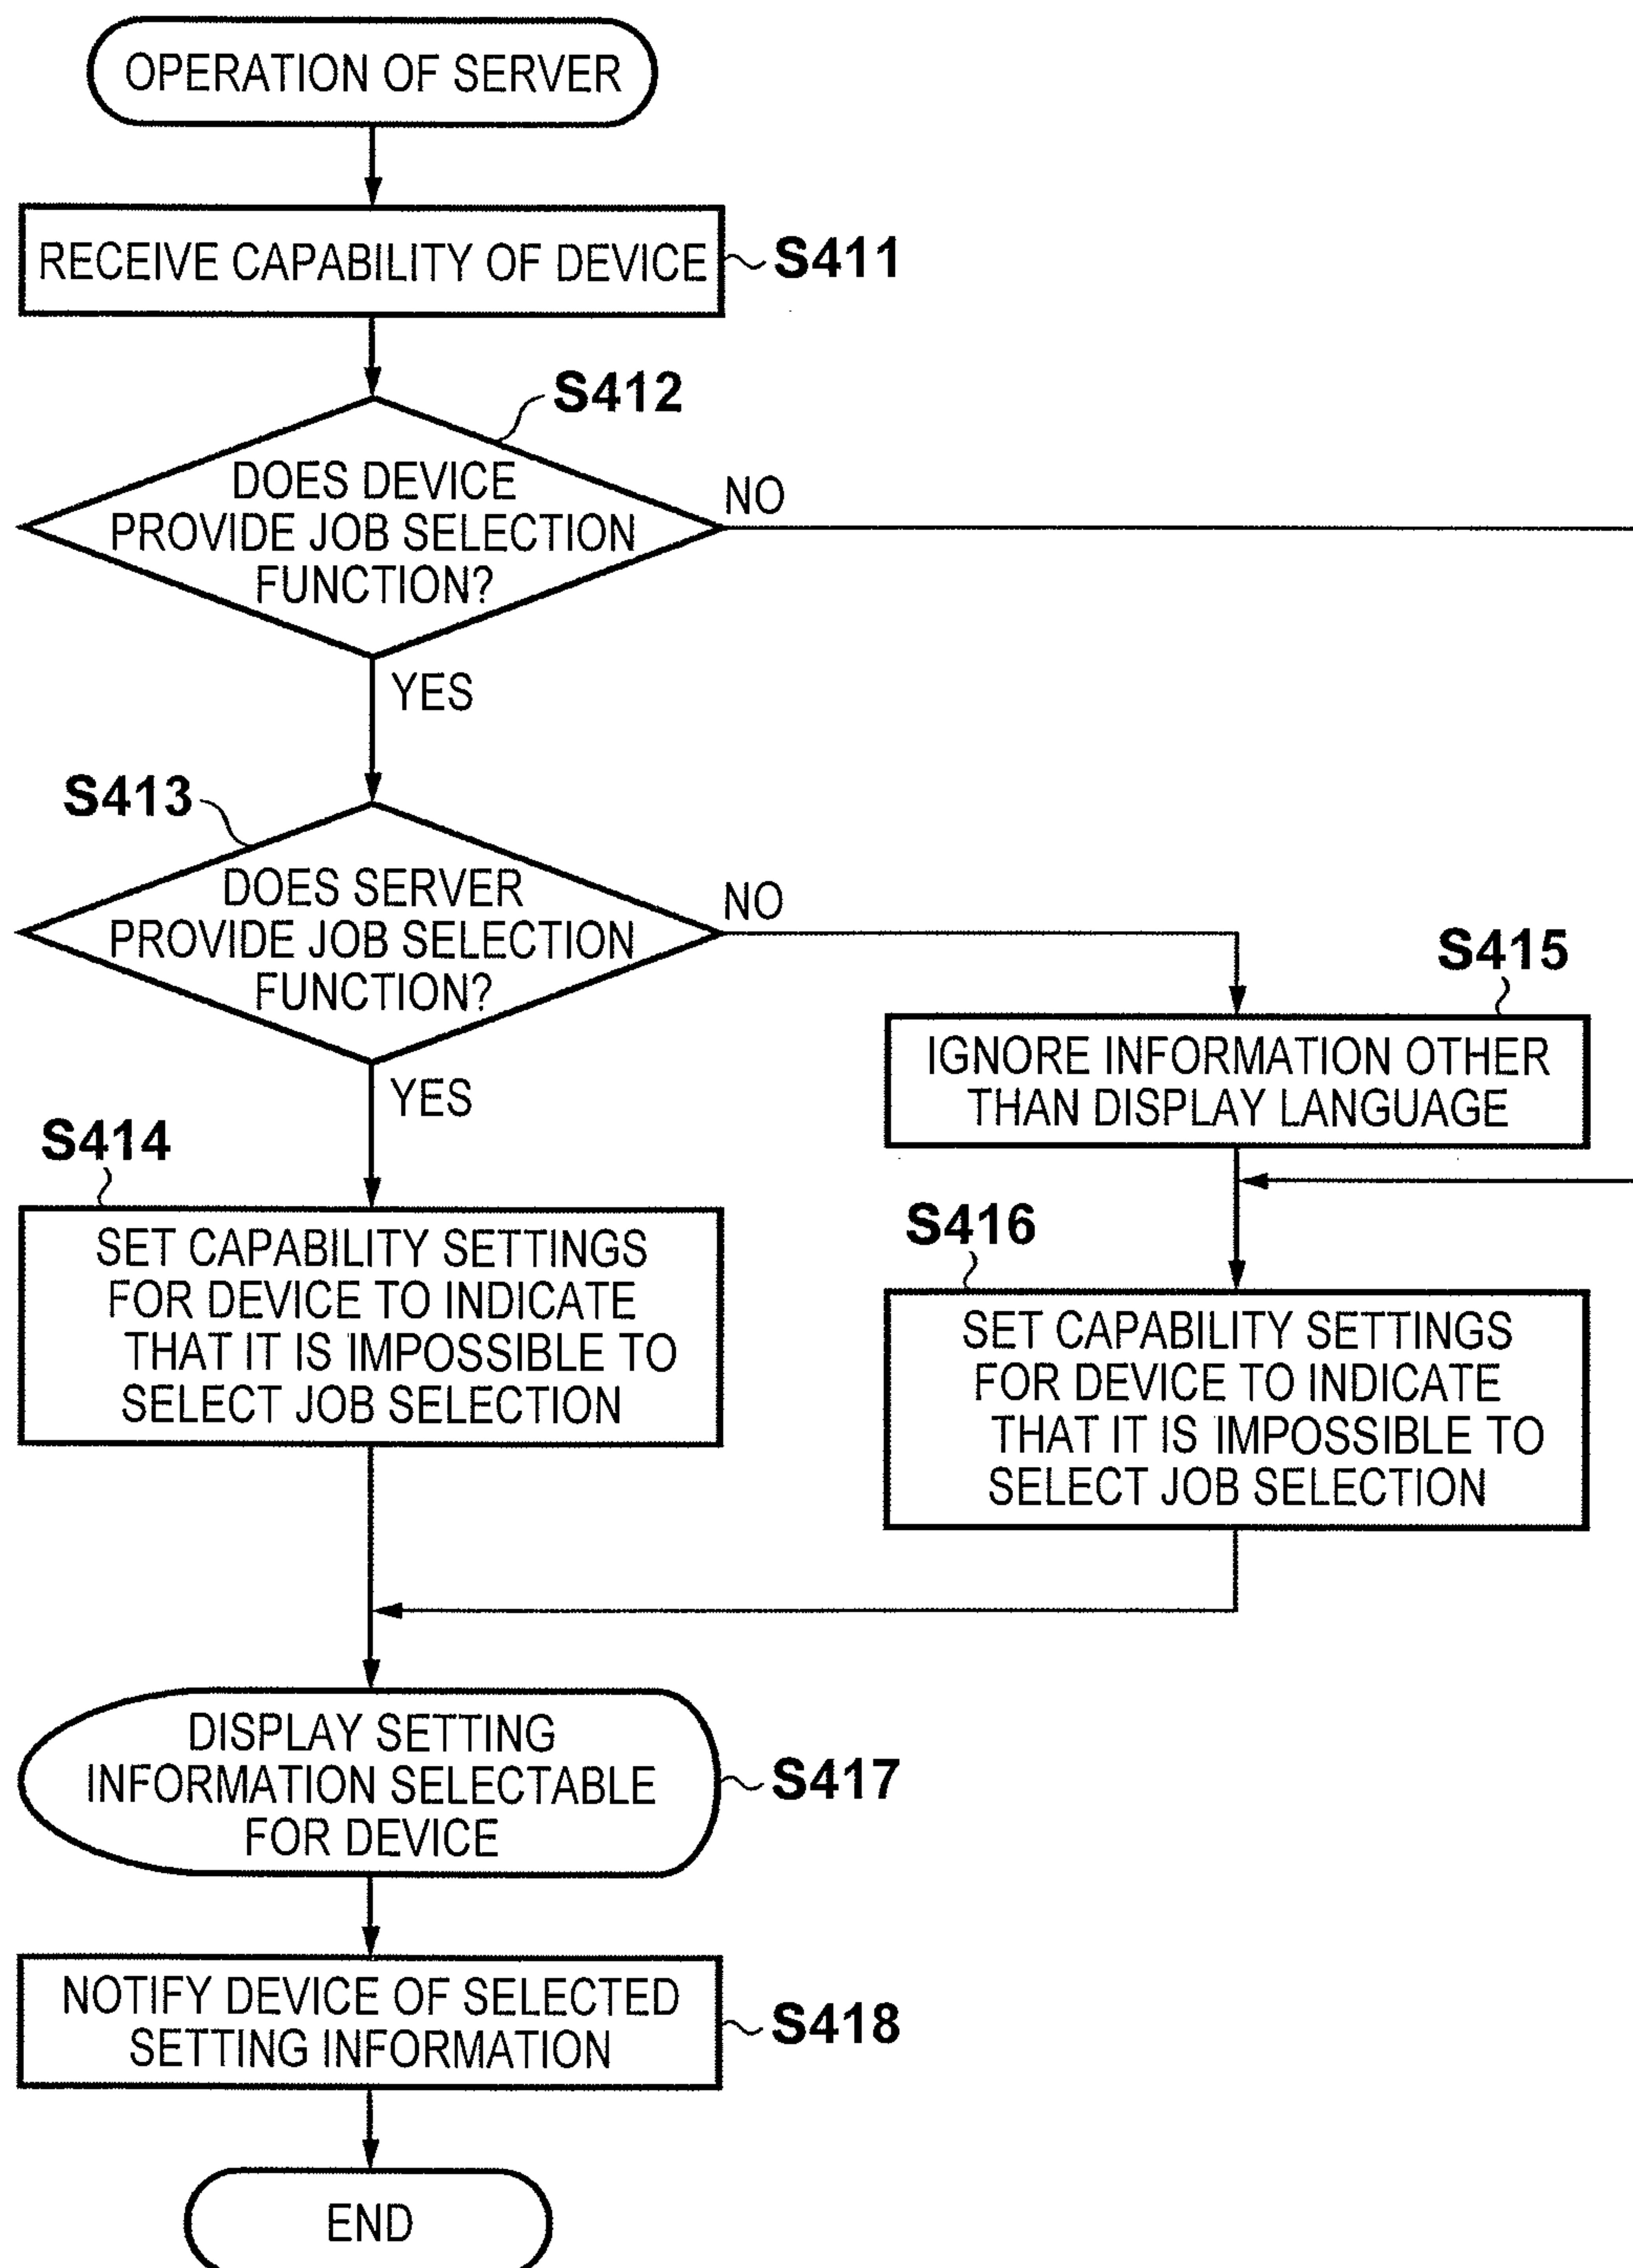 OPERATION OF SERVER
RECEIVE CAPABILITY OF DEVICE
S411
S412
DOES DEVICE
PROVIDE JOB SELECTION
FUNCTION?
NO
YES
S413
DOES SERVER
PROVIDE JOB SELECTION
FUNCTION?
NO
YES
S415
IGNORE INFORMATION OTHER
THAN DISPLAY LANGUAGE
S414
SET CAPABILITY SETTINGS
FOR DEVICE TO INDICATE
THAT IT IS IMPOSSIBLE TO
SELECT JOB SELECTION
S416
SET CAPABILITY SETTINGS
FOR DEVICE TO INDICATE
THAT IT IS IMPOSSIBLE TO
SELECT JOB SELECTION
DISPLAY SETTING
INFORMATION SELECTABLE
FOR DEVICE
S417
NOTIFY DEVICE OF SELECTED
SETTING INFORMATION
S418
END